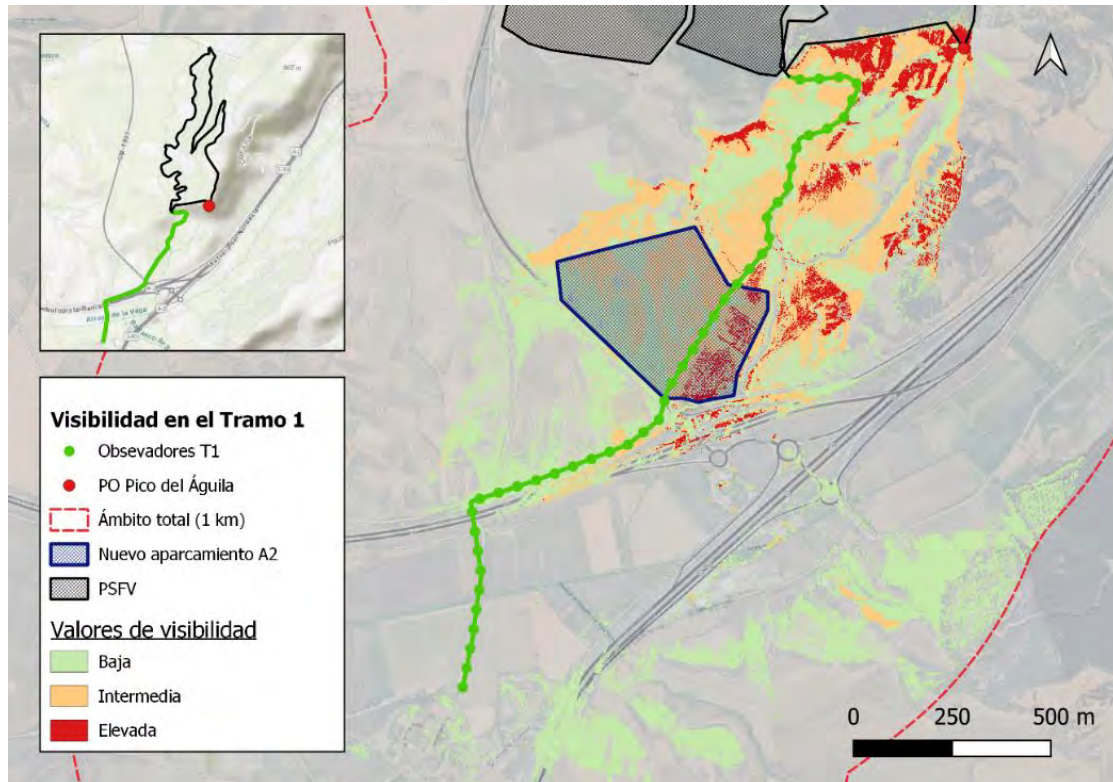 Visibilidad en el Tramo 1
Obsevadores T1
PO Pico del Águila
Ámbito total (1 km)
Nuevo aparcamiento A2
PSFV
Valores de visibilidad
Baja
Intermedia
Elevada
0 250 500 m